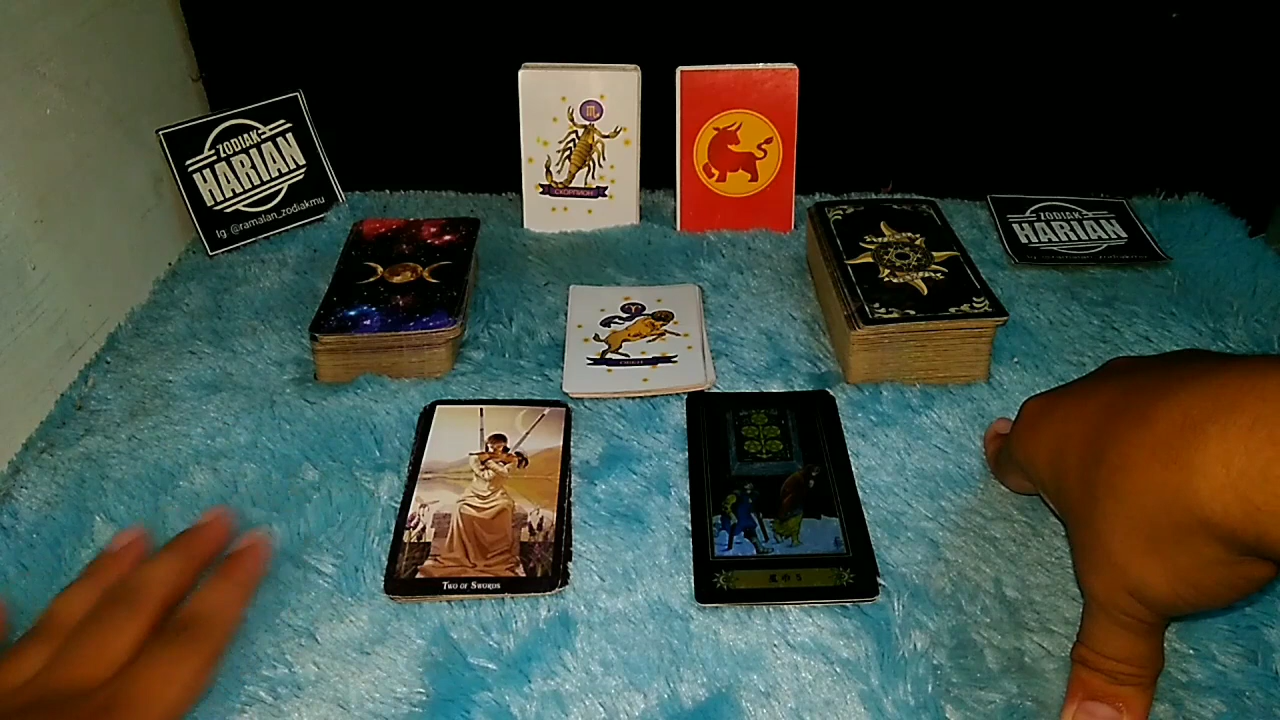 ZODIAK
HARIAN
Ig @ramalan_zodiakmu
СКОРПИОН
ZODIAK
HARIAN
TWO OF SWORDS